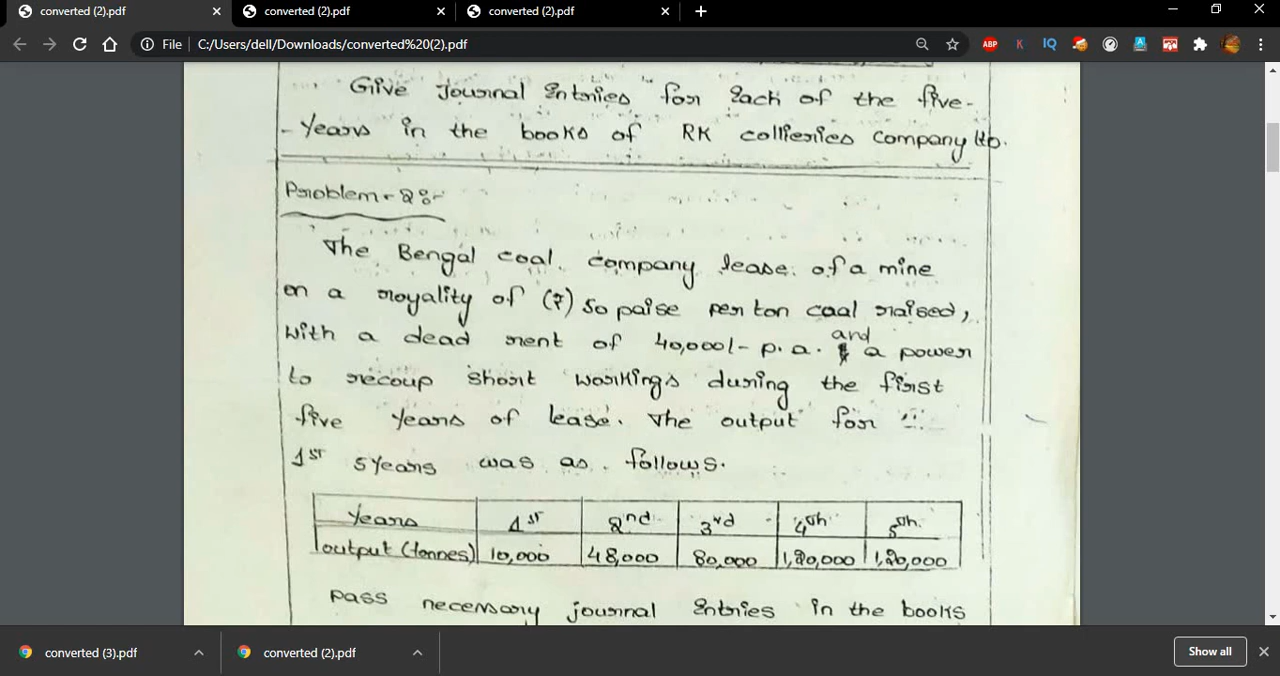 converted (2).pdf
converted (2).pdf
converted (2).pdf
File C:/Users/dell/Downloads/converted%20(2).pdf
ABP K IQ
Give Journal Entries for Each of the five-
-Years in the books of RK collieries company Ltd.
Problem-2:-
The Bengal coal company lease of a mine
on a royality of (₹) 50 paise per ton coal raised,
with a dead rent of 40,000/- p.a. and a power
to recoup short workings during the first
five years of lease. The output for
1st 5 years was as follows.
Years 1st 2nd 3rd 4th 5th
output (tonnes) 10,000 48,000 80,000 1,20,000 1,20,000
pass necessary journal Entries in the books
converted (3).pdf converted (2).pdf Show all